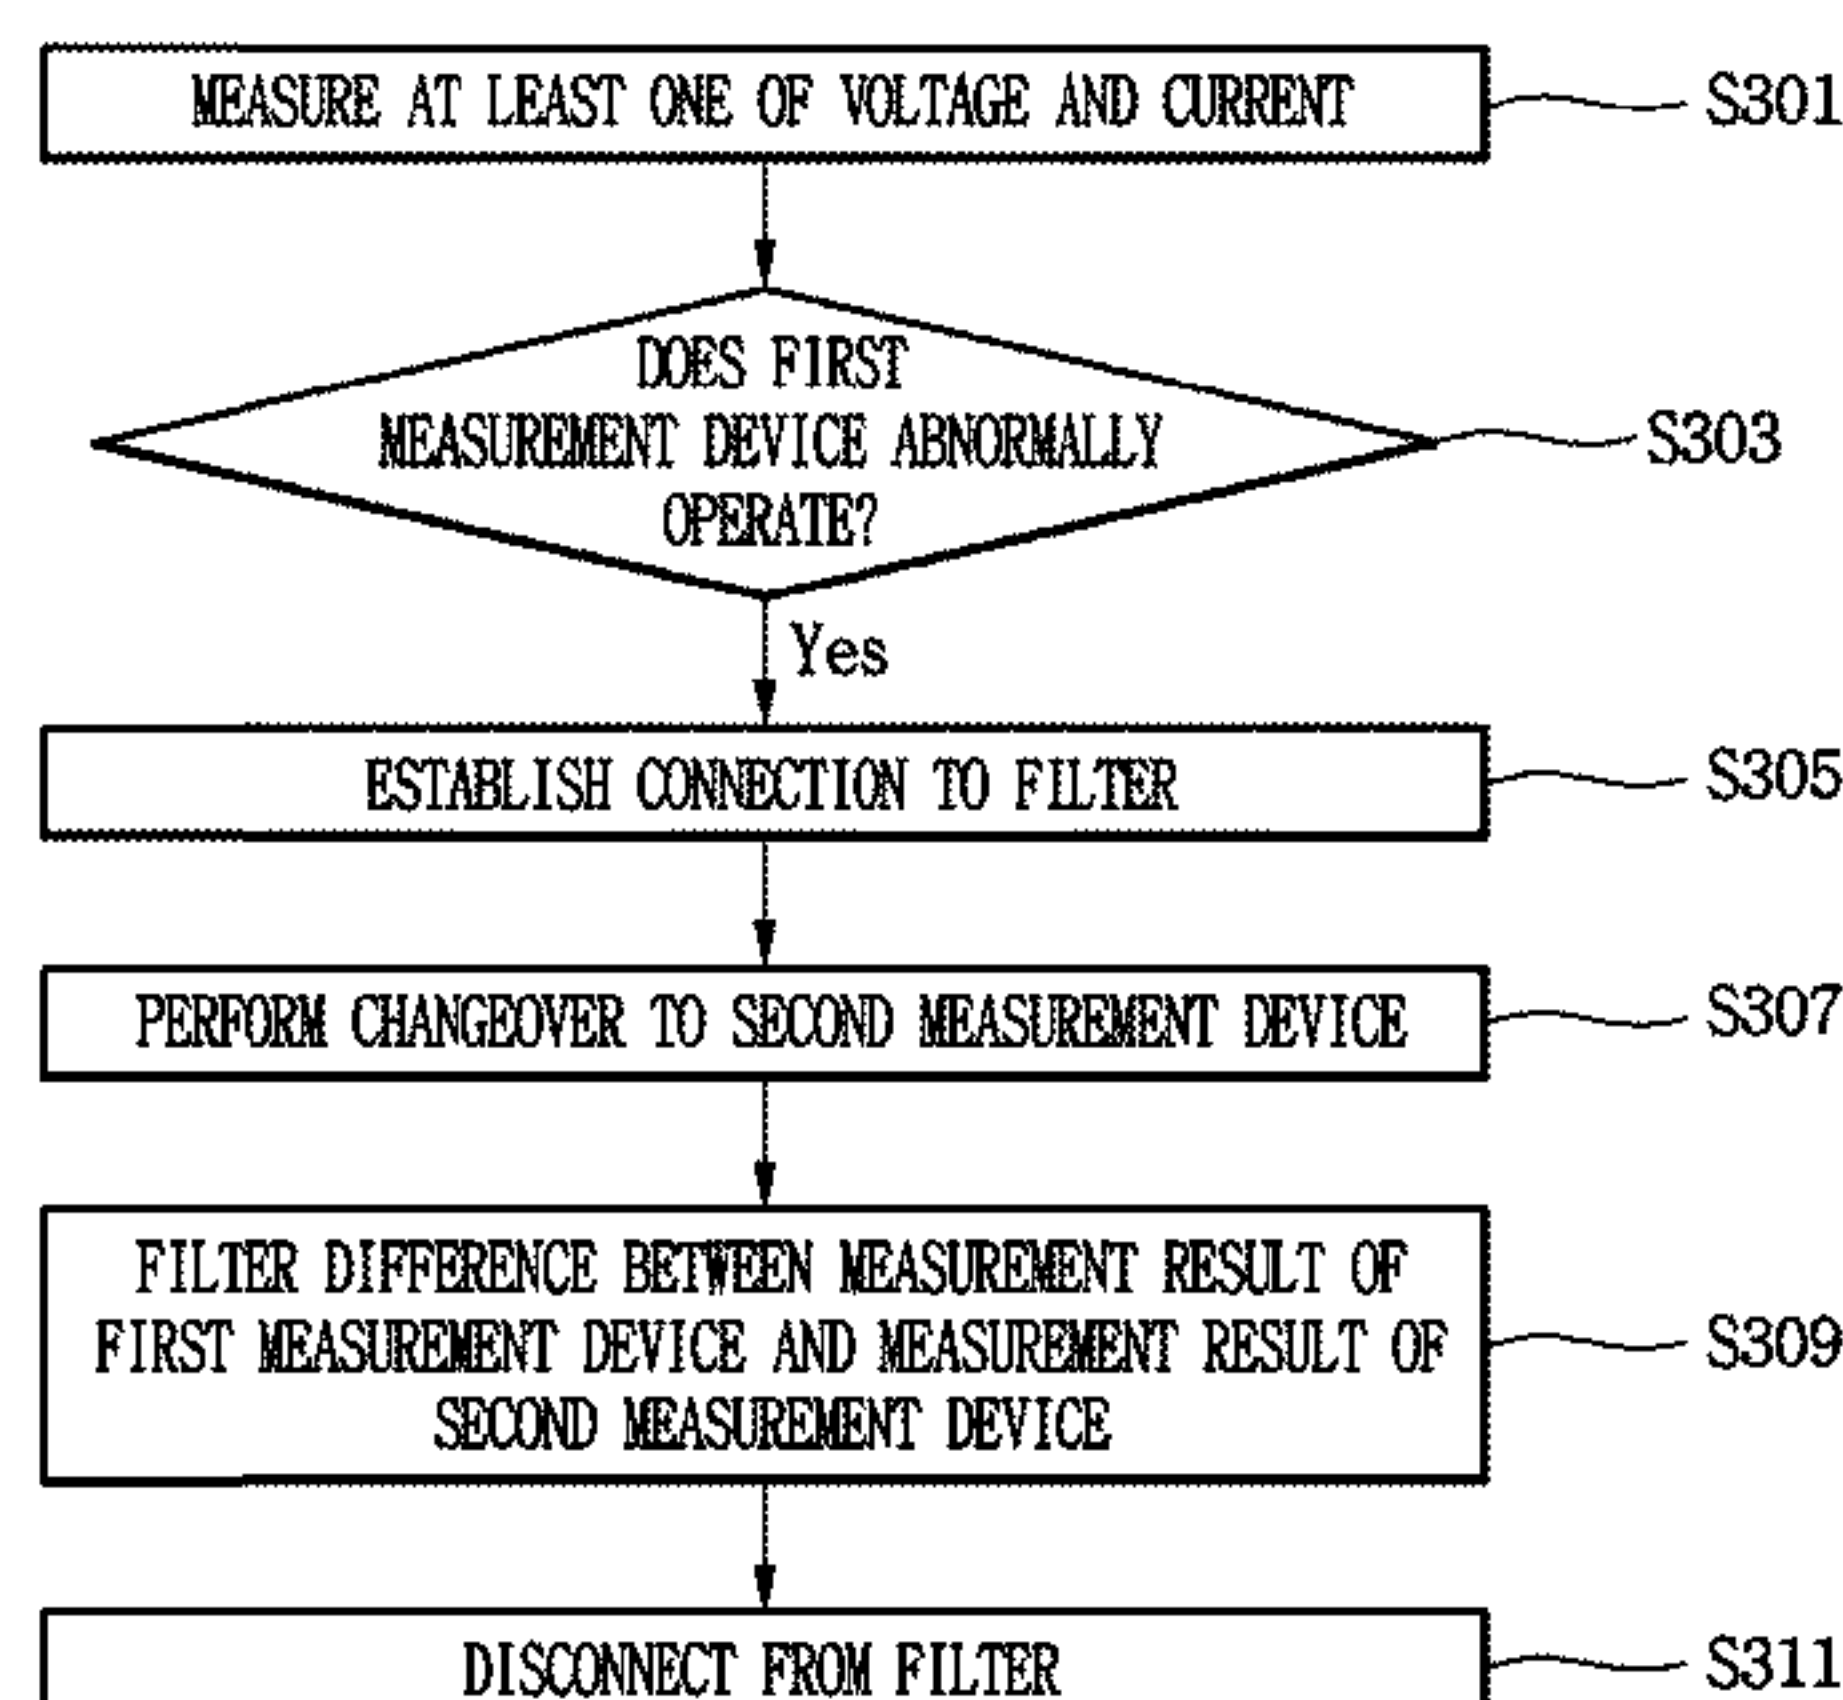 MEASURE AT LEAST ONE OF VOLTAGE AND CURRENT
S301
DOES FIRST
MEASUREMENT DEVICE ABNORMALLY
OPERATE?
S303
Yes
ESTABLISH CONNECTION TO FILTER
S305
PERFORM CHANGEOVER TO SECOND MEASUREMENT DEVICE
S307
FILTER DIFFERENCE BETWEEN MEASUREMENT RESULT OF
FIRST MEASUREMENT DEVICE AND MEASUREMENT RESULT OF
SECOND MEASUREMENT DEVICE
S309
DISCONNECT FROM FILTER
S311